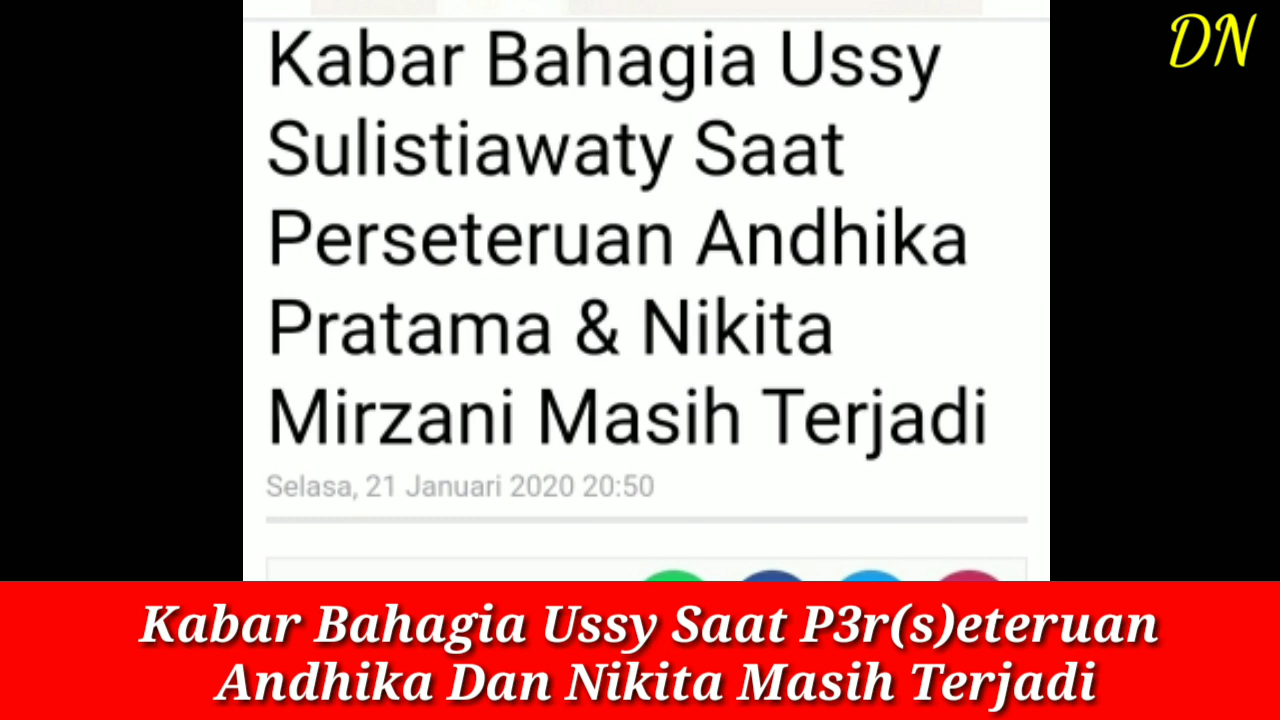 DN
Kabar Bahagia Ussy
Sulistiawaty Saat
Perseteruan Andhika
Pratama & Nikita
Mirzani Masih Terjadi
Selasa, 21 Januari 2020 20:50
Kabar Bahagia Ussy Saat P3r(s)eteruan
Andhika Dan Nikita Masih Terjadi